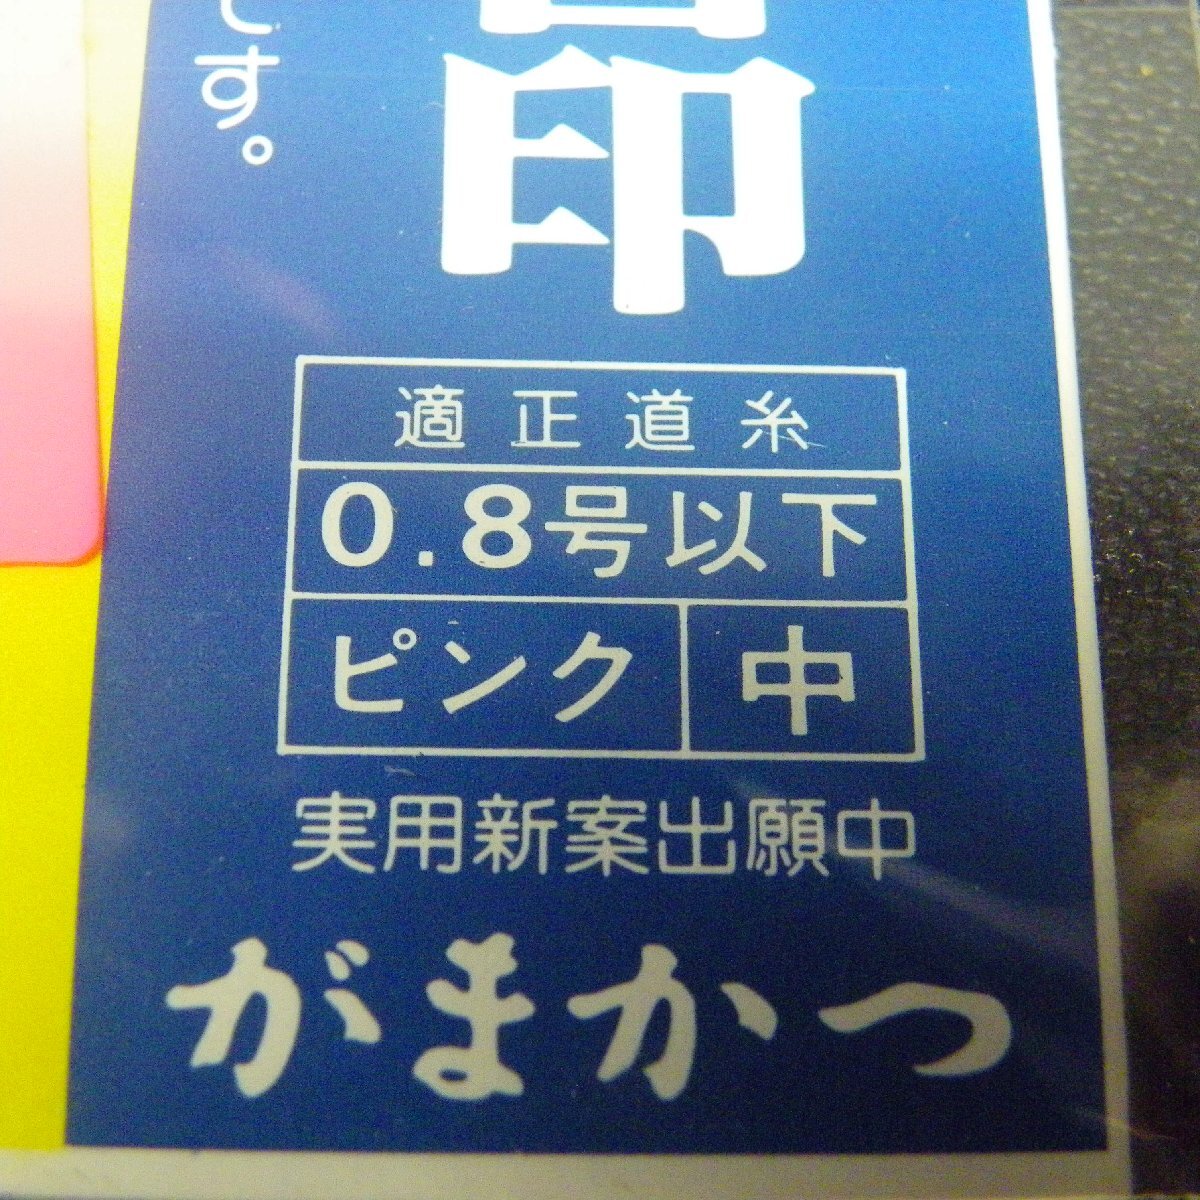 です。
印
適正道糸
0.8号以下
ピンク 中
実用新案出願中
がまかつ